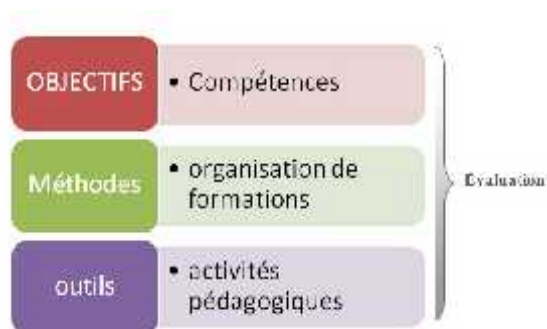 OBJECTIFS
• Compétences
Méthodes
• organisation de
formations
outils
• activités
pédagogiques
Evaluation